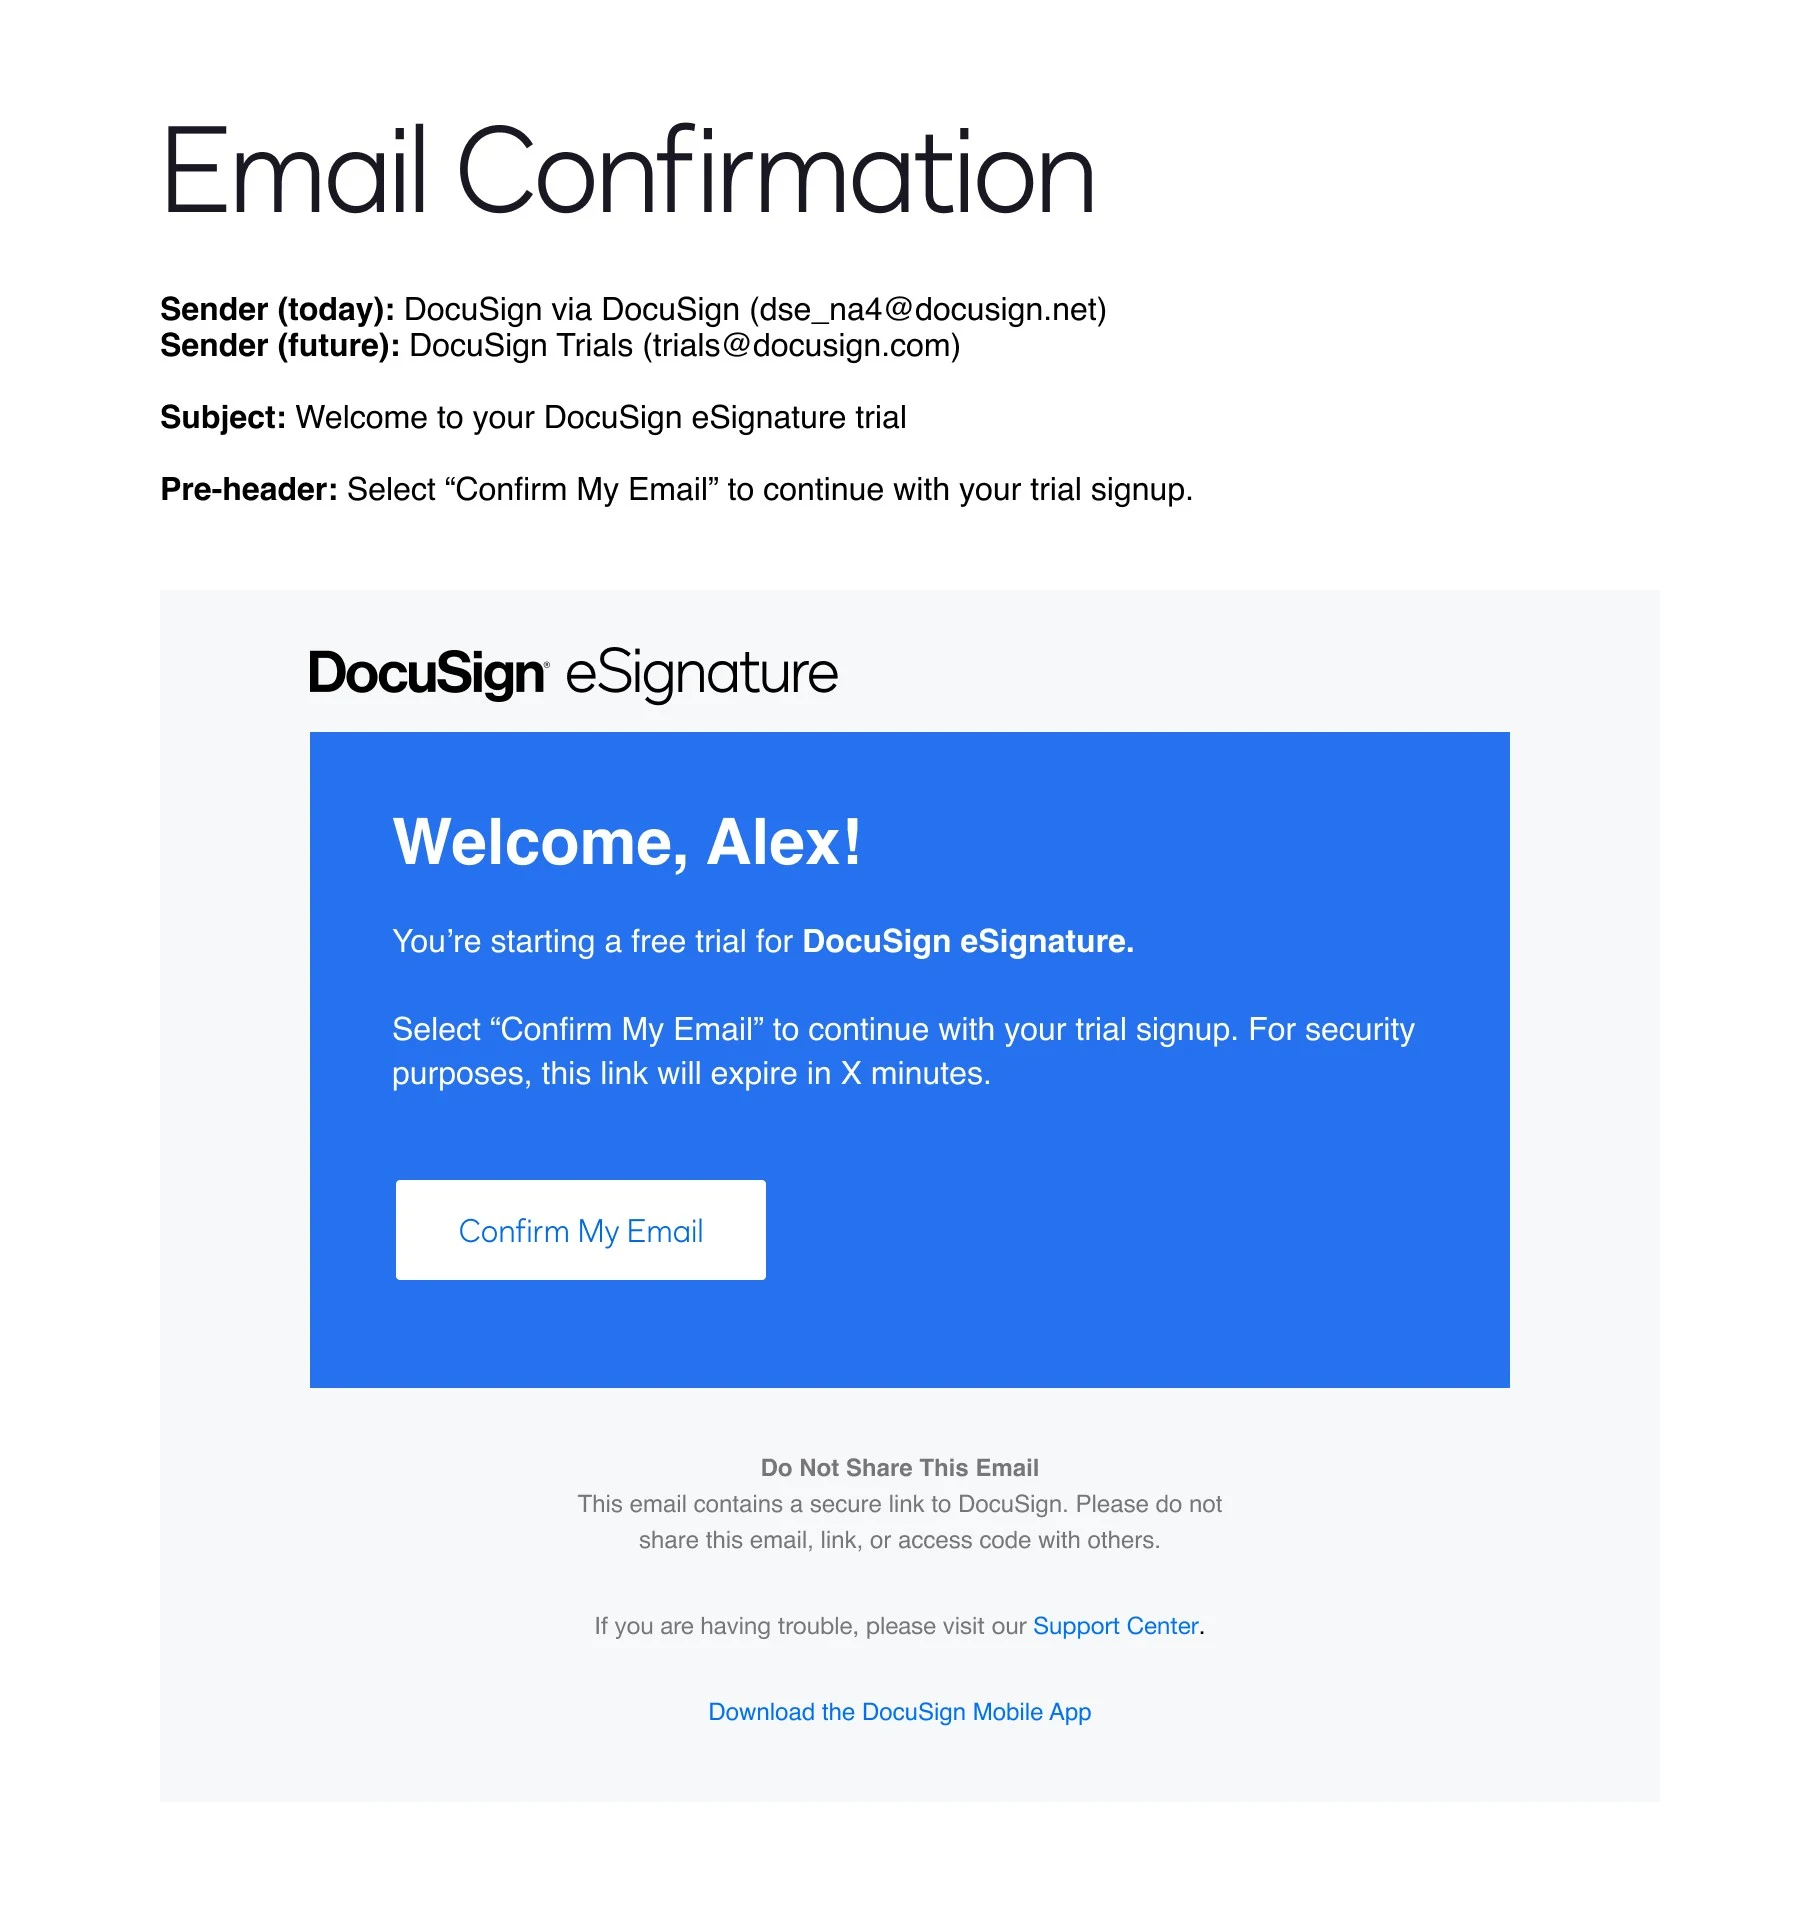 Email Confirmation
Sender (today): DocuSign via DocuSign (dse_na4@docusign.net)
Sender (future): DocuSign Trials (trials@docusign.com)
Subject: Welcome to your DocuSign eSignature trial
Pre-header: Select “Confirm My Email” to continue with your trial signup.
DocuSign® eSignature
Welcome, Alex!
You’re starting a free trial for DocuSign eSignature.
Select “Confirm My Email” to continue with your trial signup. For security
purposes, this link will expire in X minutes.
Confirm My Email
Do Not Share This Email
This email contains a secure link to DocuSign. Please do not
share this email, link, or access code with others.
If you are having trouble, please visit our Support Center.
Download the DocuSign Mobile App